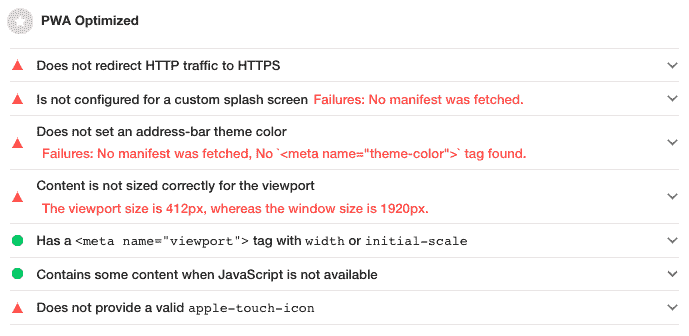 PWA Optimized
Does not redirect HTTP traffic to HTTPS
Is not configured for a custom splash screen Failures: No manifest was fetched.
Does not set an address-bar theme color
Failures: No manifest was fetched, No `<meta name="theme-color">` tag found.
Content is not sized correctly for the viewport
The viewport size is 412px, whereas the window size is 1920px.
Has a <meta name="viewport"> tag with width or initial-scale
Contains some content when JavaScript is not available
Does not provide a valid apple-touch-icon